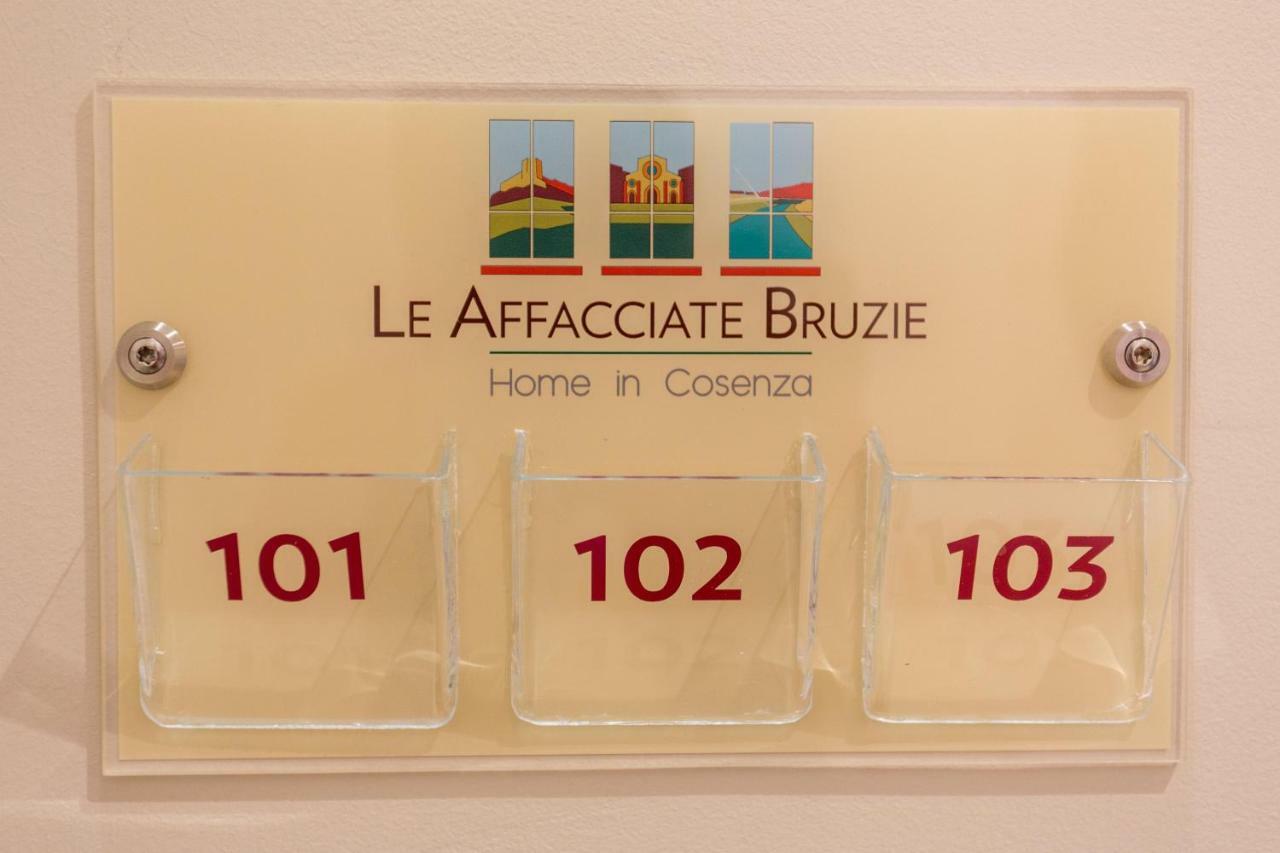 LE AFFACCIATE BRUZIE
Home in Cosenza
101 102 103